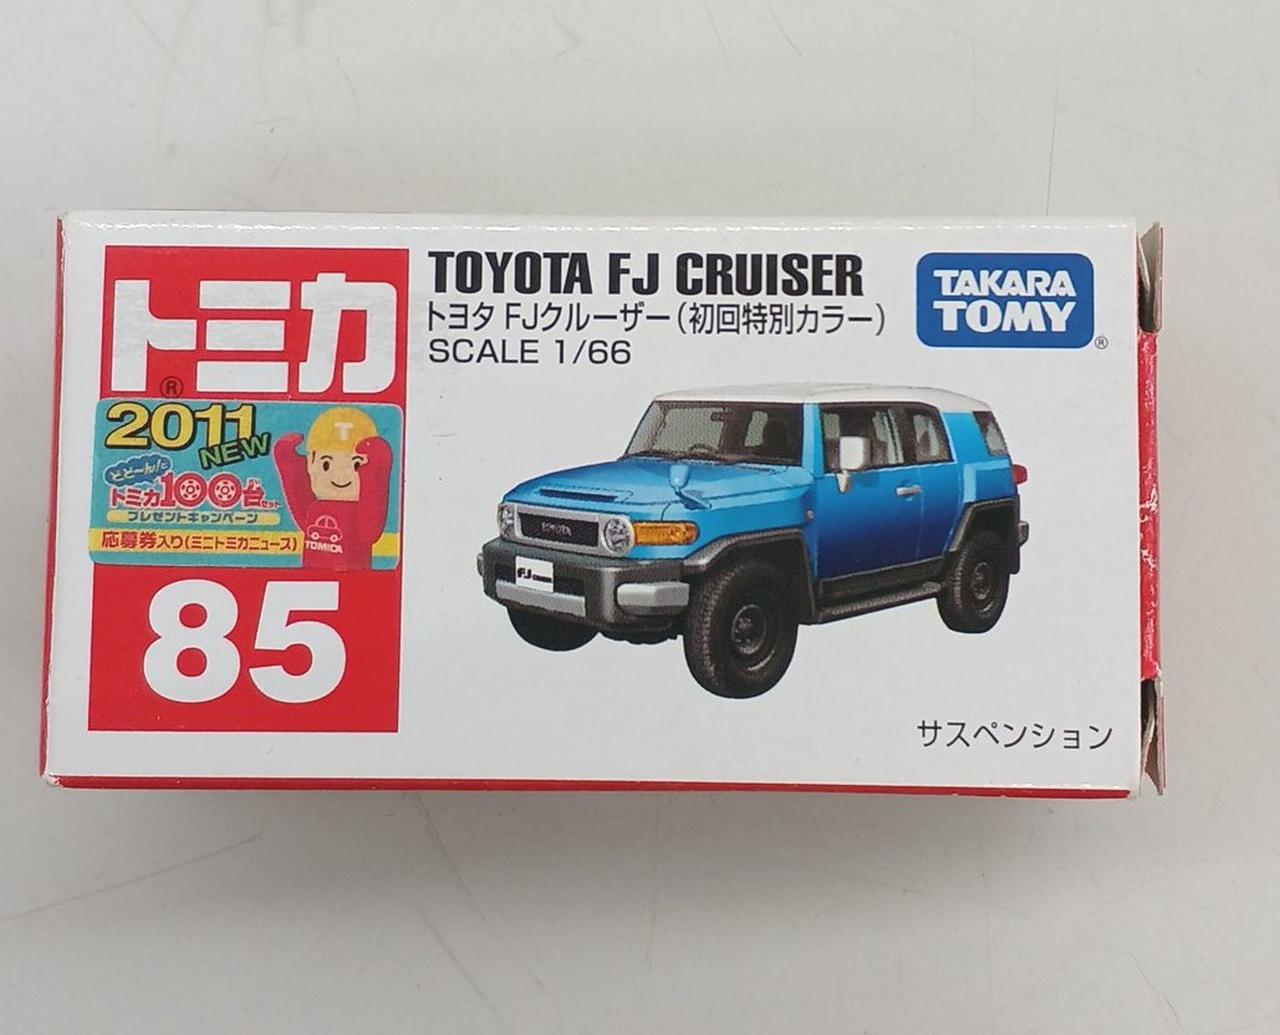 トミカ
®
2011
NEW
どど〜ん!と
トミカ100台セット
プレゼントキャンペーン
応募券入り(ミニトミカニュース)
T
TOMICA
85
TOYOTA FJ CRUISER
トヨタ FJクルーザー(初回特別カラー)
SCALE 1/66
TAKARA
TOMY
®
TOYOTA
FJ CRUISER
サスペンション